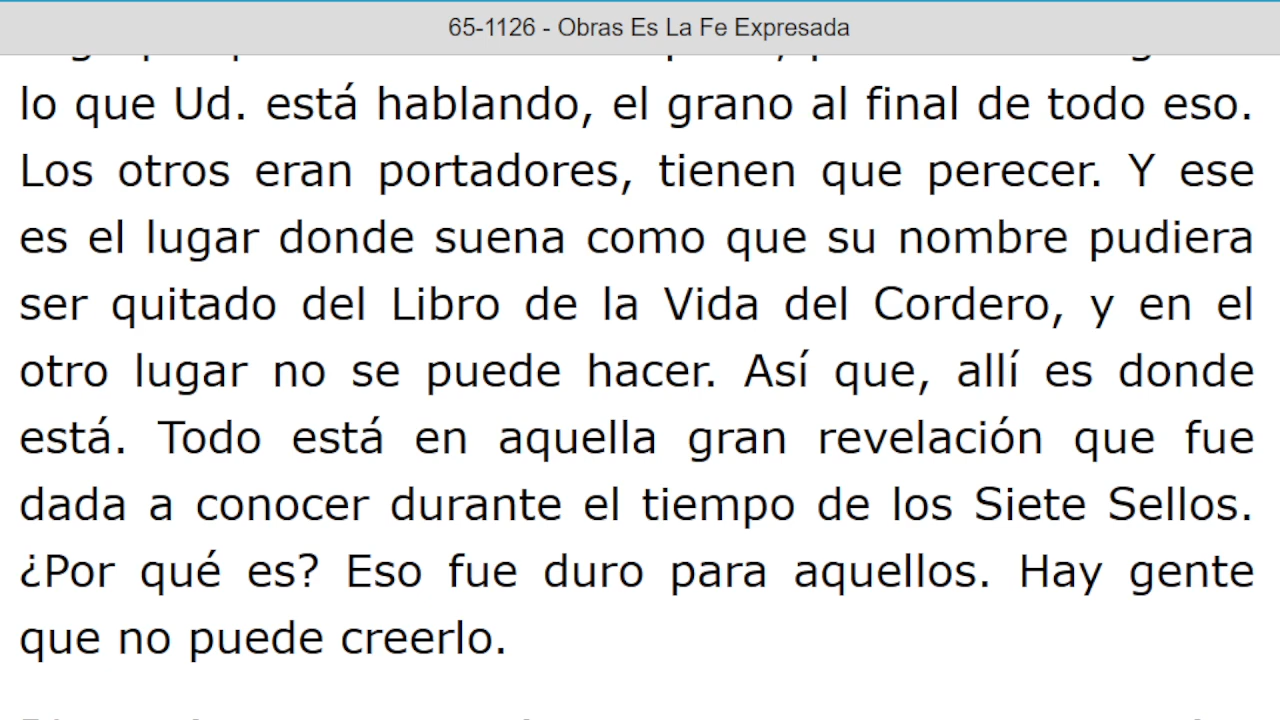 65-1126 - Obras Es La Fe Expresada
lo que Ud. está hablando, el grano al final de todo eso.
Los otros eran portadores, tienen que perecer. Y ese
es el lugar donde suena como que su nombre pudiera
ser quitado del Libro de la Vida del Cordero, y en el
otro lugar no se puede hacer. Así que, allí es donde
está. Todo está en aquella gran revelación que fue
dada a conocer durante el tiempo de los Siete Sellos.
¿Por qué es? Eso fue duro para aquellos. Hay gente
que no puede creerlo.